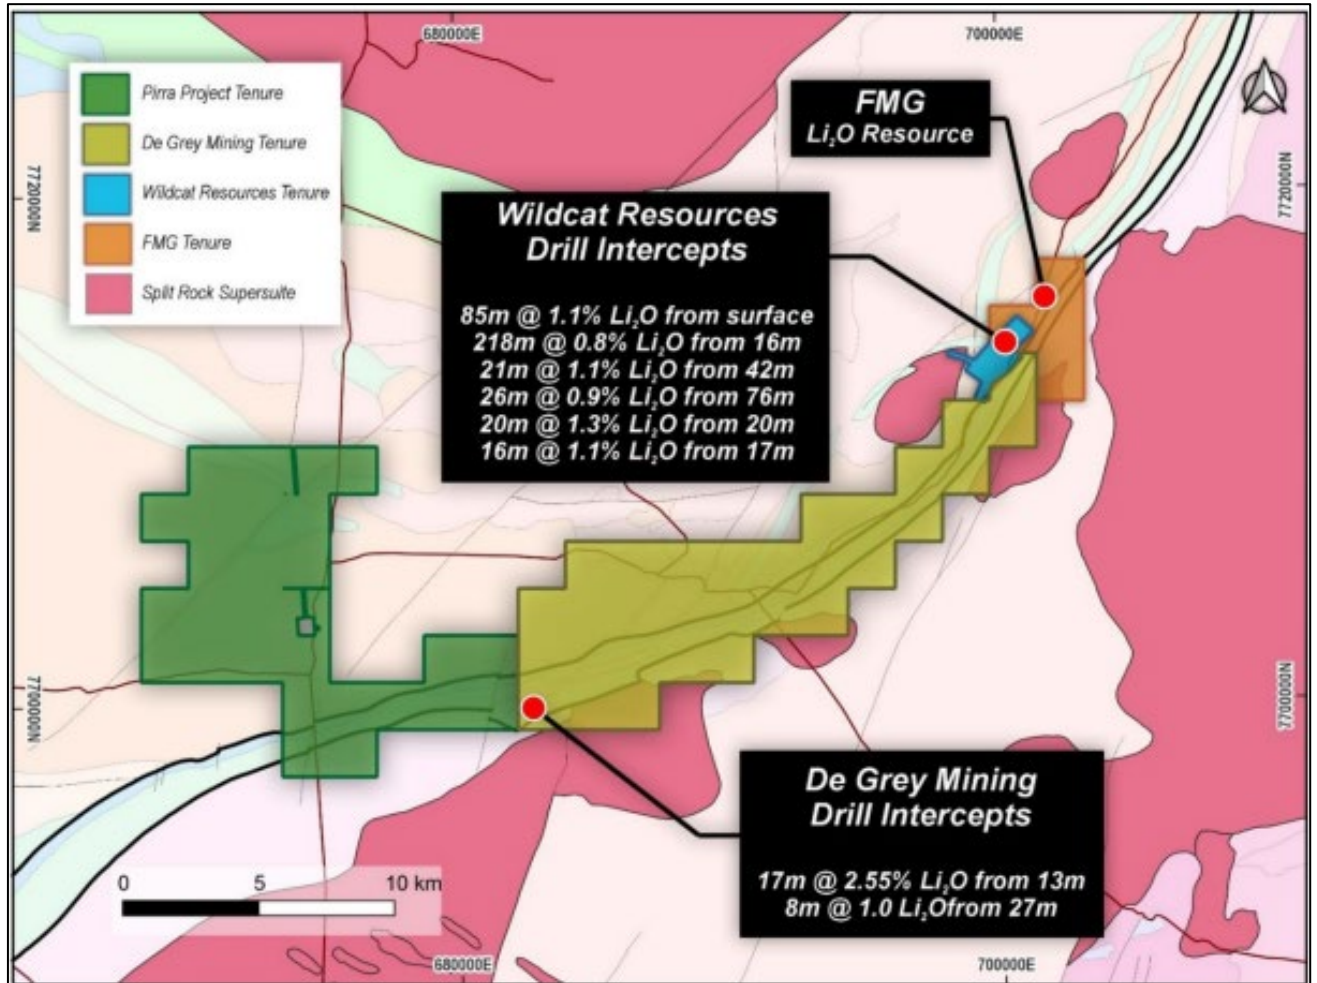 680000E
700000E
Pirra Project Tenure
De Grey Mining Tenure
Wildcat Resources Tenure
FMG Tenure
Split Rock Supersuite
FMG
Li₂O Resource
7720000N
7720000N
Wildcat Resources
Drill Intercepts
85m @ 1.1% Li₂O from surface
218m @ 0.8% Li₂O from 16m
21m @ 1.1% Li₂O from 42m
26m @ 0.9% Li₂O from 76m
20m @ 1.3% Li₂O from 20m
16m @ 1.1% Li₂O from 17m
7700000N
7700000N
De Grey Mining
Drill Intercepts
17m @ 2.55% Li₂O from 13m
8m @ 1.0 Li₂Ofrom 27m
0 5 10 km
680000E
700000E